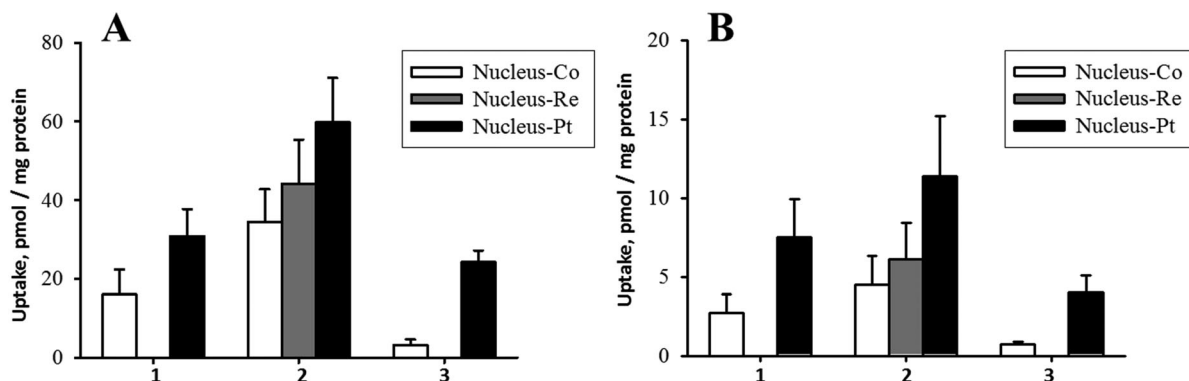 A
Uptake, pmol / mg protein
80
60
40
20
0
Nucleus-Co
Nucleus-Re
Nucleus-Pt
1 2 3
B
Uptake, pmol / mg protein
20
15
10
5
0
Nucleus-Co
Nucleus-Re
Nucleus-Pt
1 2 3